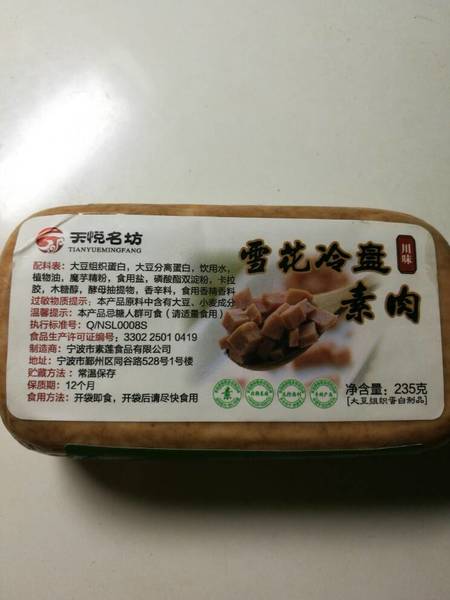 天悦名坊
TIANYUEMINGFANG
雪花冷盘
川味
素肉
配料表：大豆组织蛋白，大豆分离蛋白，饮用水，
植物油，魔芋精粉，食用盐，磷酸酯双淀粉，卡拉
胶，木糖醇，酵母抽提物，香辛料，食用香精香料
过敏物质提示：本产品原料中含有大豆、小麦成分
温馨提示：本产品忌糖人群可食（请适量食用）
执行标准号：Q/NSL0008S
食品生产许可证编号：3302 2501 0419
制造商：宁波市素莲食品有限公司
地址：宁波市鄞州区同谷路528号1号楼
贮藏方法：常温保存
保质期：12个月
食用方法：开袋即食，开袋后请尽快食用
素
净含量：235克
[大豆组织蛋白制品]